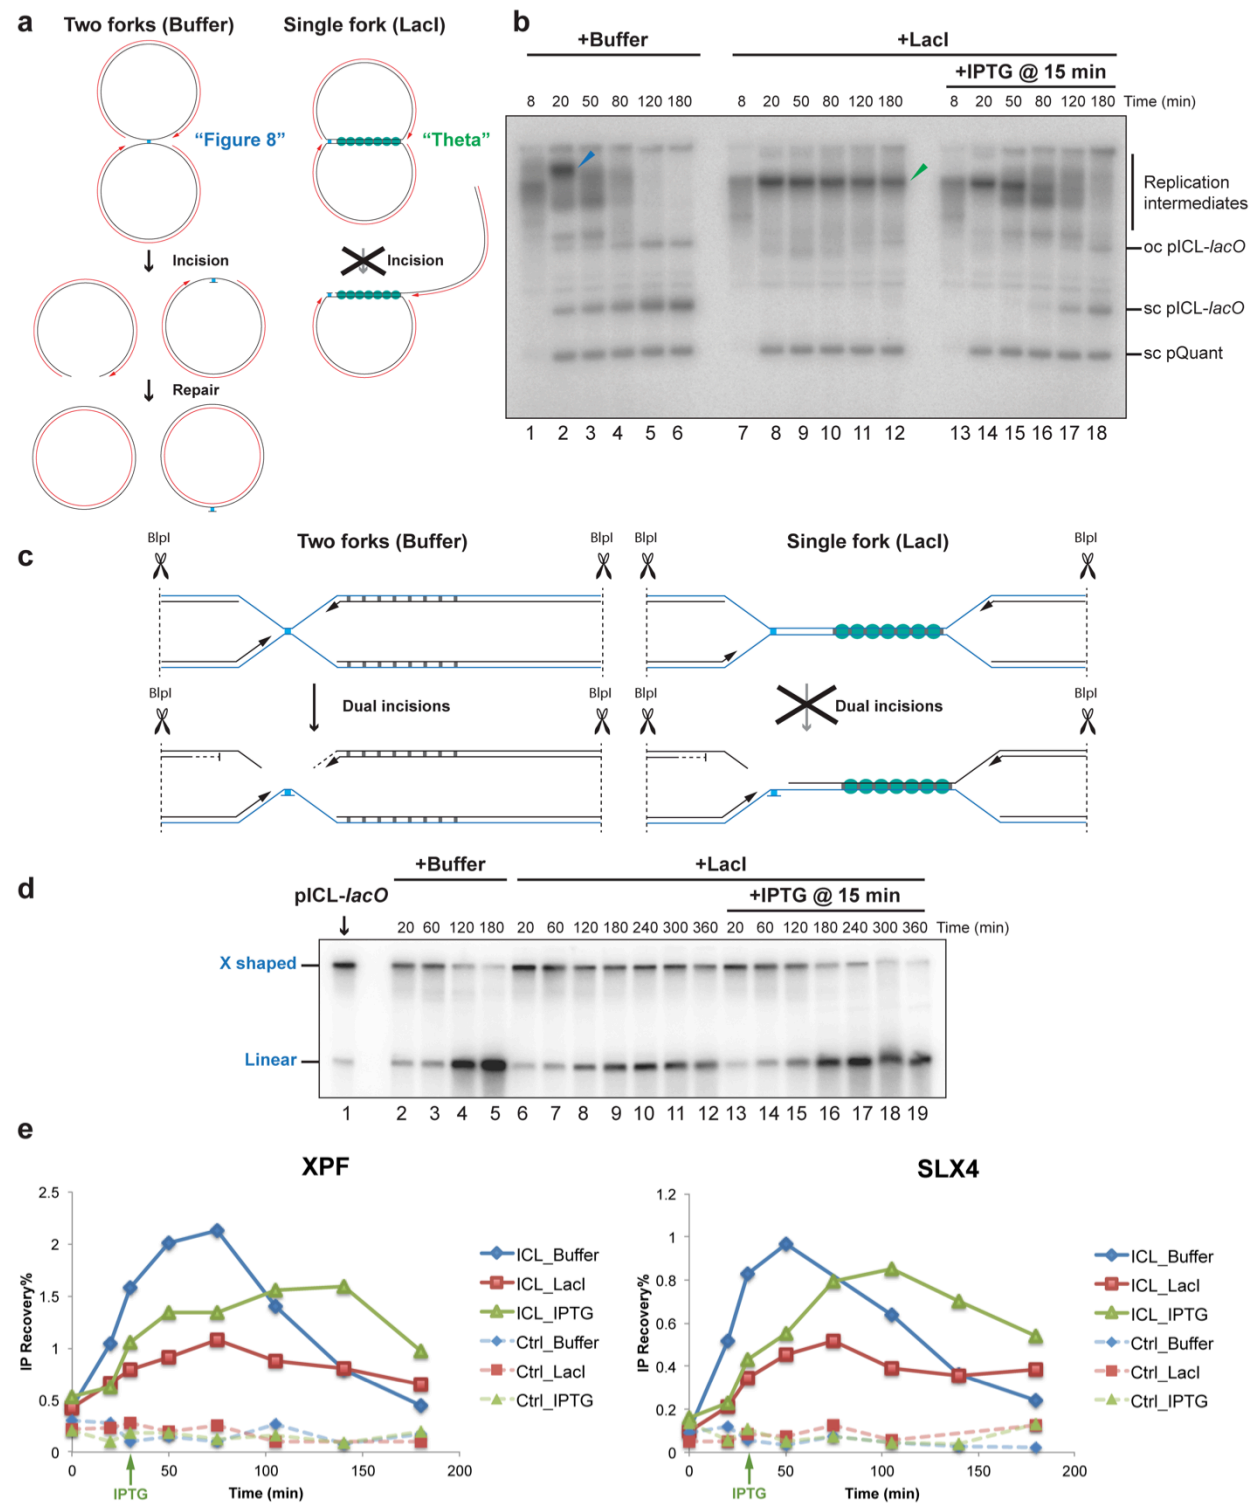 a
Two forks (Buffer)
Single fork (LacI)
"Figure 8"
"Theta"
Incision
Incision
Repair
b
+Buffer
+LacI
+IPTG @ 15 min
8 20 50 80 120 180 8 20 50 80 120 180 8 20 50 80 120 180 Time (min)
Replication
intermediates
oc pICL-lacO
sc pICL-lacO
sc pQuant
1 2 3 4 5 6 7 8 9 10 11 12 13 14 15 16 17 18
c
BlpI
Two forks (Buffer)
BlpI
BlpI
Single fork (LacI)
BlpI
BlpI
Dual incisions
BlpI
BlpI
Dual incisions
BlpI
d
+Buffer
+LacI
pICL-lacO
+IPTG @ 15 min
20 60 120 180 20 60 120 180 240 300 360 20 60 120 180 240 300 360 Time (min)
X shaped
Linear
1 2 3 4 5 6 7 8 9 10 11 12 13 14 15 16 17 18 19
e
XPF
2.5
2
1.5
1
0.5
0
IP Recovery%
0 50 100 150 200
IPTG
Time (min)
ICL_Buffer
ICL_LacI
ICL_IPTG
Ctrl_Buffer
Ctrl_LacI
Ctrl_IPTG
SLX4
1.2
1
0.8
0.6
0.4
0.2
0
IP Recovery%
0 50 100 150 200
IPTG
Time (min)
ICL_Buffer
ICL_LacI
ICL_IPTG
Ctrl_Buffer
Ctrl_LacI
Ctrl_IPTG